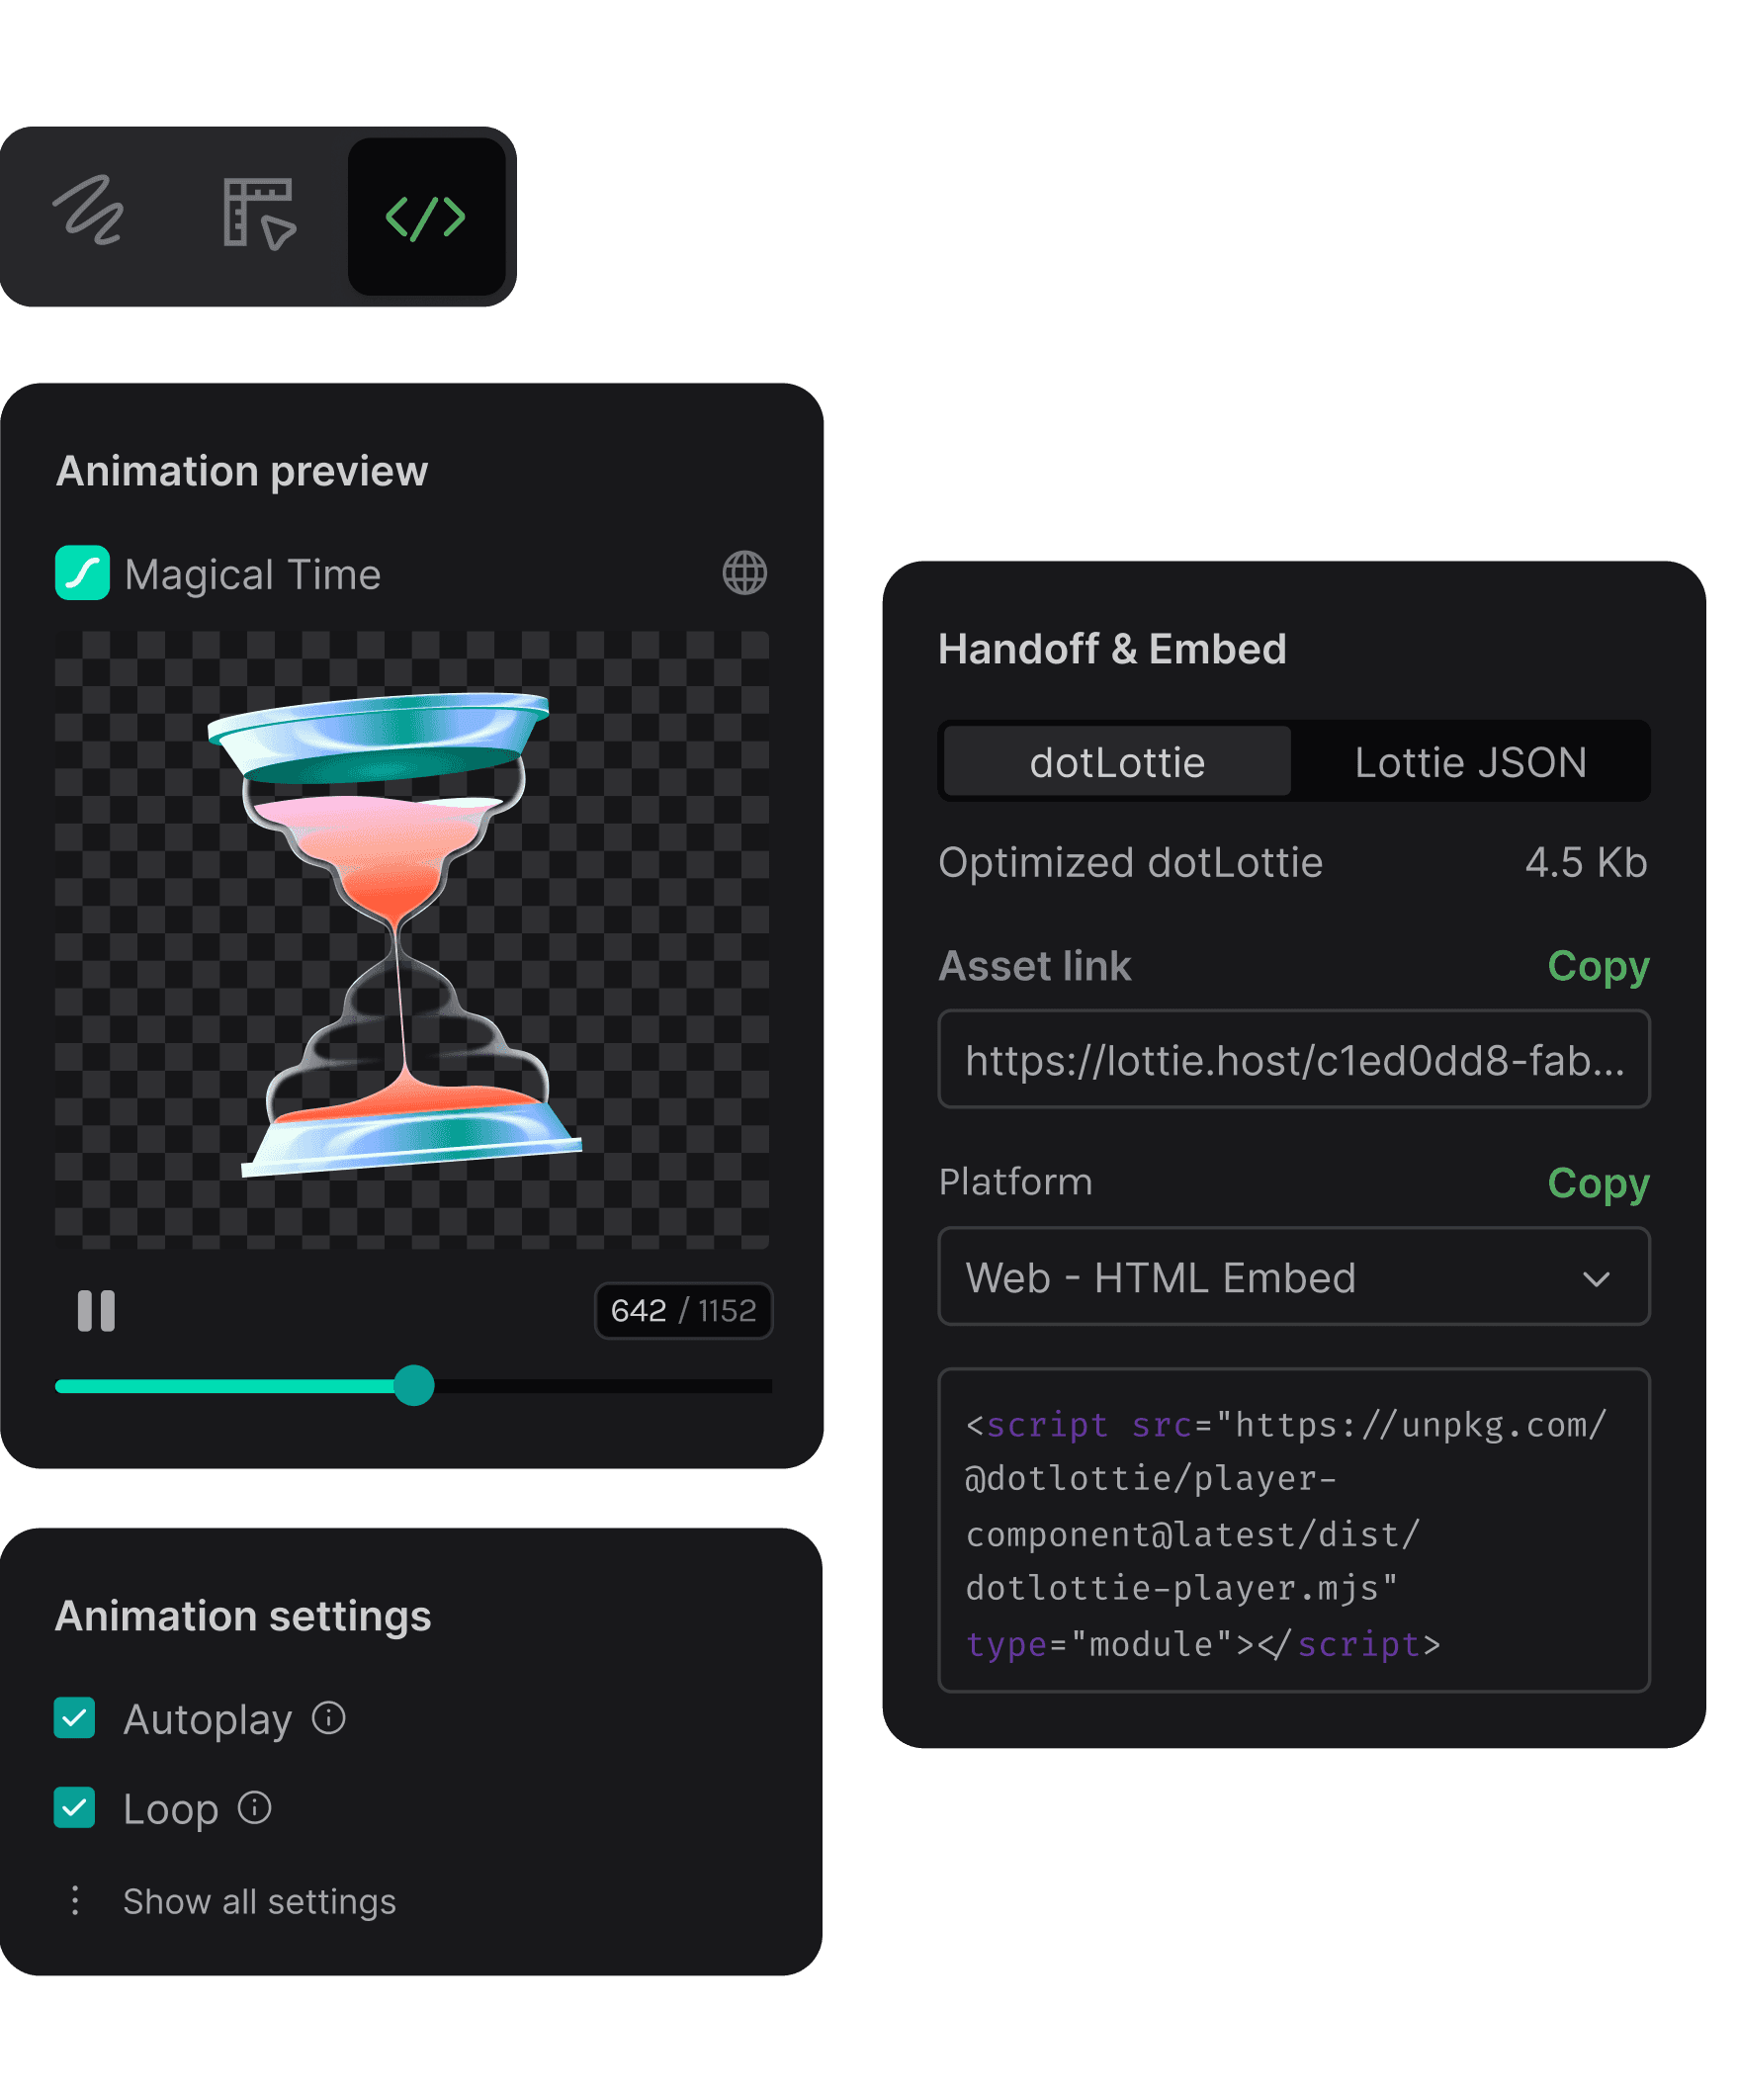 Animation preview
Magical Time
642 / 1152
Animation settings
Autoplay
Loop
Show all settings
Handoff & Embed
dotLottie
Lottie JSON
Optimized dotLottie
4.5 Kb
Asset link
Copy
https://lottie.host/c1ed0dd8-fab...
Platform
Copy
Web - HTML Embed
<script src="https://unpkg.com/
@dotlottie/player-
component@latest/dist/
dotlottie-player.mjs"
type="module"></script>